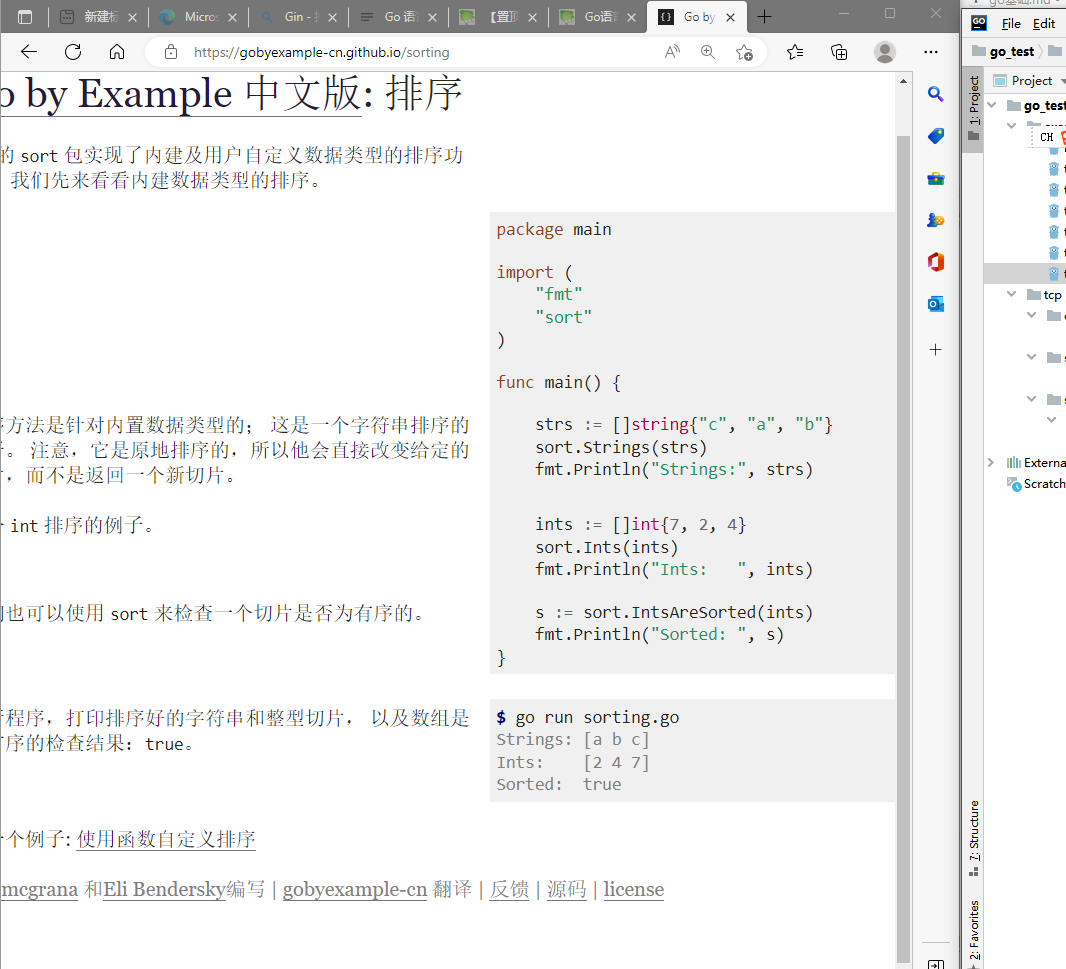 新建标
Micros
Gin -
Go 语
【置顶
Go语
Go by
go基础.md
https://gobyexample-cn.github.io/sorting
File Edit
go_test
o by Example 中文版: 排序
的 sort 包实现了内建及用户自定义数据类型的排序功
我们先来看看内建数据类型的排序。
package main
import (
"fmt"
"sort"
)
func main() {
序方法是针对内置数据类型的； 这是一个字符串排序的
。 注意，它是原地排序的，所以他会直接改变给定的
，而不是返回一个新切片。
strs := []string{"c", "a", "b"}
sort.Strings(strs)
fmt.Println("Strings:", strs)
int 排序的例子。
ints := []int{7, 2, 4}
sort.Ints(ints)
fmt.Println("Ints:   ", ints)
也可以使用 sort 来检查一个切片是否为有序的。
s := sort.IntsAreSorted(ints)
fmt.Println("Sorted: ", s)
}
行程序，打印排序好的字符串和整型切片， 以及数组是
序的检查结果：true。
$ go run sorting.go
Strings: [a b c]
Ints:    [2 4 7]
Sorted:  true
个例子: 使用函数自定义排序
mcgrana 和Eli Bendersky编写 | gobyexample-cn 翻译 | 反馈 | 源码 | license
1: Project
Project
go_test
CH
tcp
Externa
Scratch
7: Structure
2: Favorites